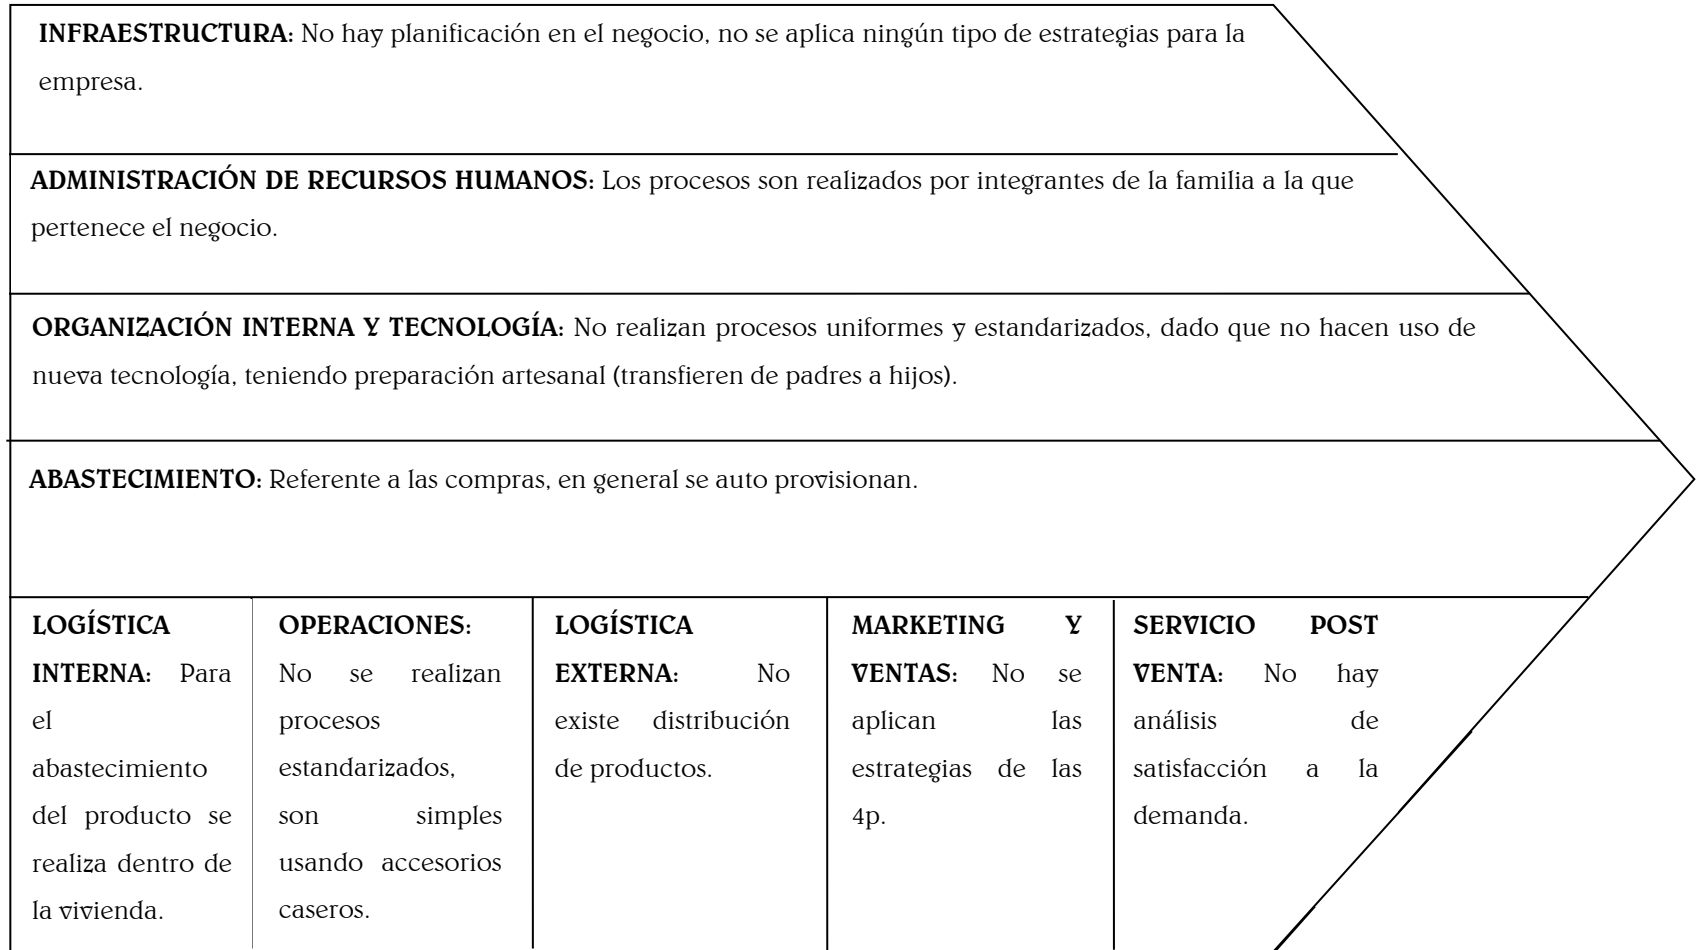 INFRAESTRUCTURA: No hay planificación en el negocio, no se aplica ningún tipo de estrategias para la
empresa.
ADMINISTRACIÓN DE RECURSOS HUMANOS: Los procesos son realizados por integrantes de la familia a la que
pertenece el negocio.
ORGANIZACIÓN INTERNA Y TECNOLOGÍA: No realizan procesos uniformes y estandarizados, dado que no hacen uso de
nueva tecnología, teniendo preparación artesanal (transfieren de padres a hijos).
ABASTECIMIENTO: Referente a las compras, en general se auto provisionan.
LOGÍSTICA
INTERNA: Para
el
abastecimiento
del producto se
realiza dentro de
la vivienda.
OPERACIONES:
No se realizan
procesos
estandarizados,
son simples
usando accesorios
caseros.
LOGÍSTICA
EXTERNA: No
existe distribución
de productos.
MARKETING Y
VENTAS: No se
aplican las
estrategias de las
4p.
SERVICIO POST
VENTA: No hay
análisis de
satisfacción a la
demanda.